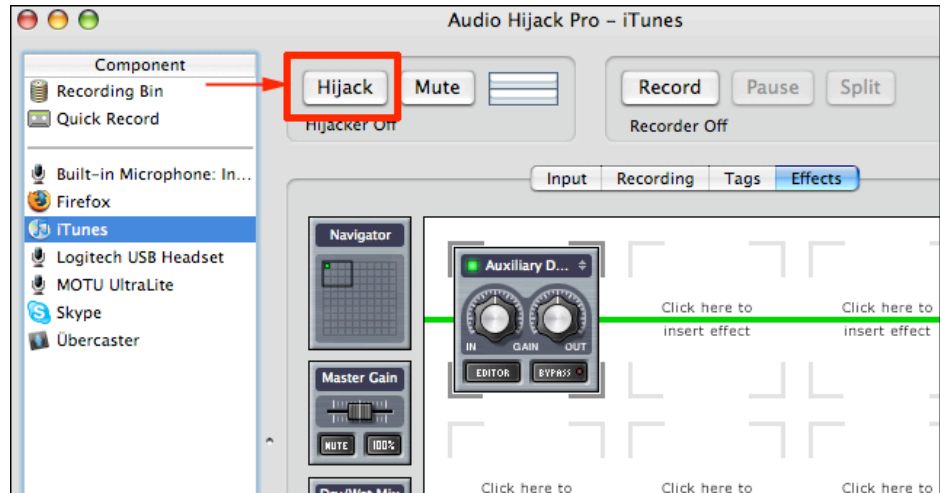 Audio Hijack Pro – iTunes
Component
Recording Bin
Quick Record
Built-in Microphone: In...
Firefox
iTunes
Logitech USB Headset
MOTU UltraLite
Skype
Übercaster
Hijack
Mute
Hijacker Off
Record
Pause
Split
Recorder Off
Input
Recording
Tags
Effects
Navigator
Auxiliary D...
IN
GAIN
OUT
EDITOR
BYPASS
Click here to
insert effect
Click here to
insert effect
Master Gain
MUTE
100%
Dry/Wet Mix
Click here to
Click here to
Click here to